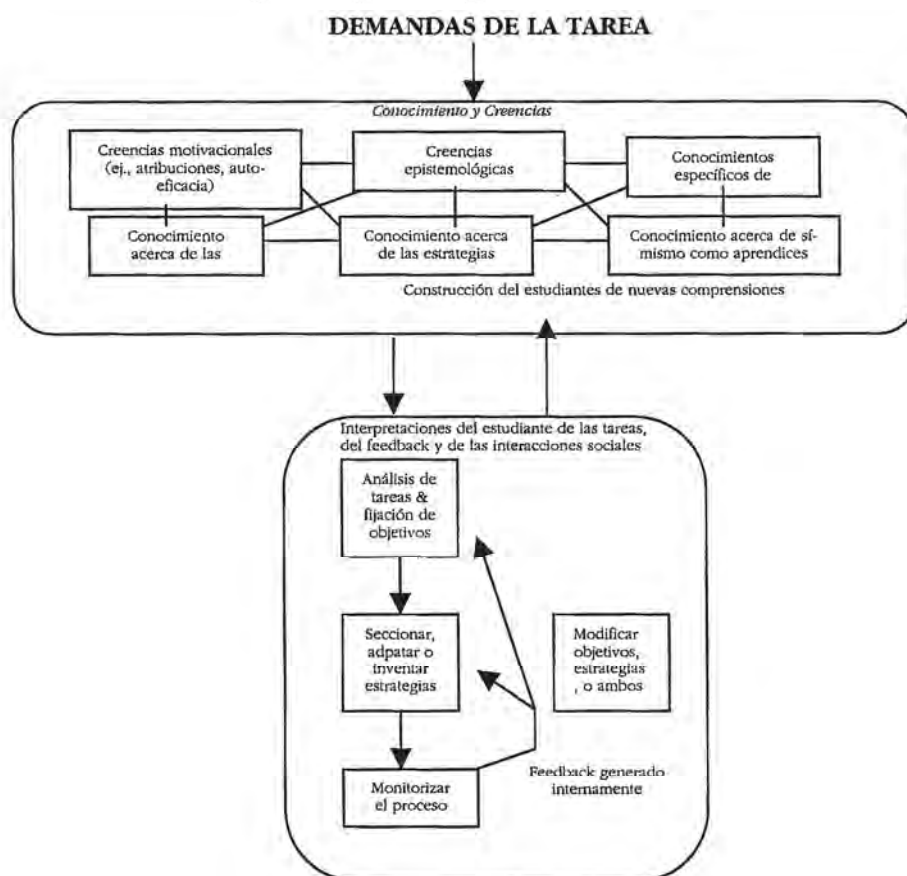 DEMANDAS DE LA TAREA
Conocimiento y Creencias
Creencias motivacionales
(ej., atribuciones, auto-
eficacia)
Creencias
epistemológicas
Conocimientos
específicos de
Conocimiento
acerca de las
Conocimiento acerca
de las estrategias
Conocimiento acerca de sí-
mismo como aprendices
Construcción del estudiantes de nuevas comprensiones
Interpretaciones del estudiante de las tareas,
del feedback y de las interacciones sociales
Análisis de
tareas &
fijación de
objetivos
Seccionar,
adpatar o
inventar
estrategias
Modificar
objetivos,
estrategias
, o ambos
Feedback generado
internamente
Monitorizar
el proceso